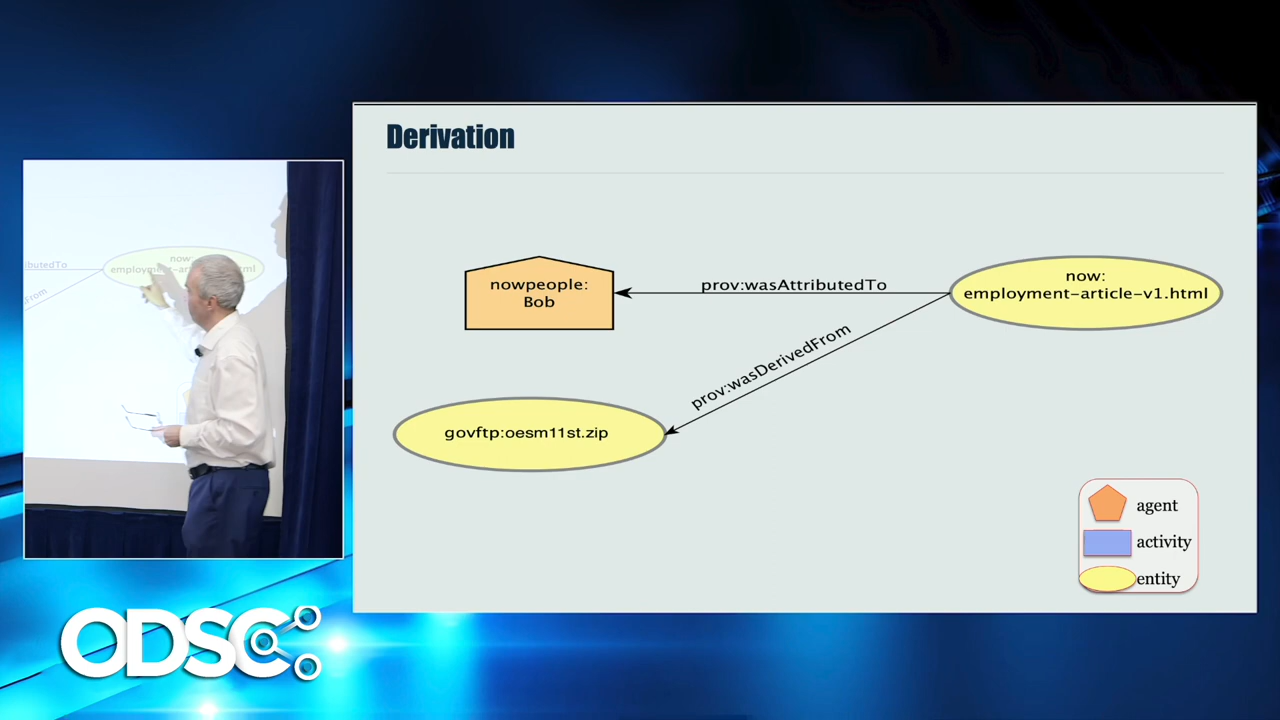 Derivation
nowpeople:
Bob
prov:wasAttributedTo
now:
employment-article-v1.html
prov:wasDerivedFrom
govftp:oesm11st.zip
agent
activity
entity
now:
ODSC